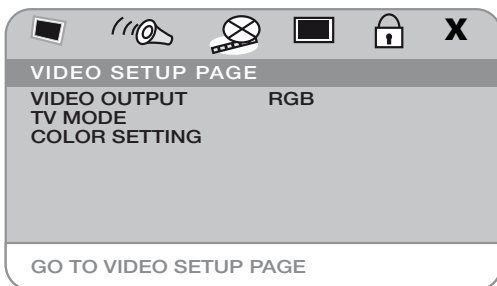 X
VIDEO SETUP PAGE
VIDEO OUTPUT RGB
TV MODE
COLOR SETTING
GO TO VIDEO SETUP PAGE